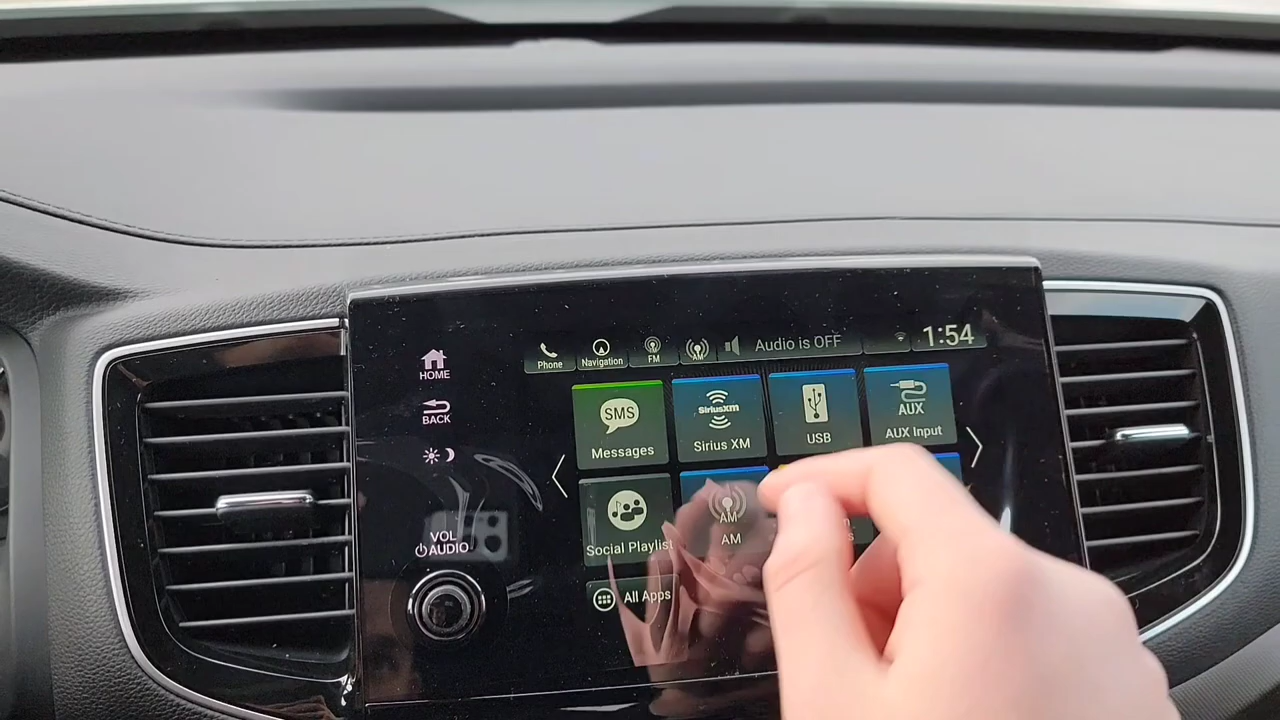 HOME
BACK
VOL
AUDIO
Phone
Navigation
FM
AM
Audio is OFF
1:54
SMS
Messages
SiriusXM
Sirius XM
USB
AUX
AUX Input
Social Playlist
AM
AM
All Apps